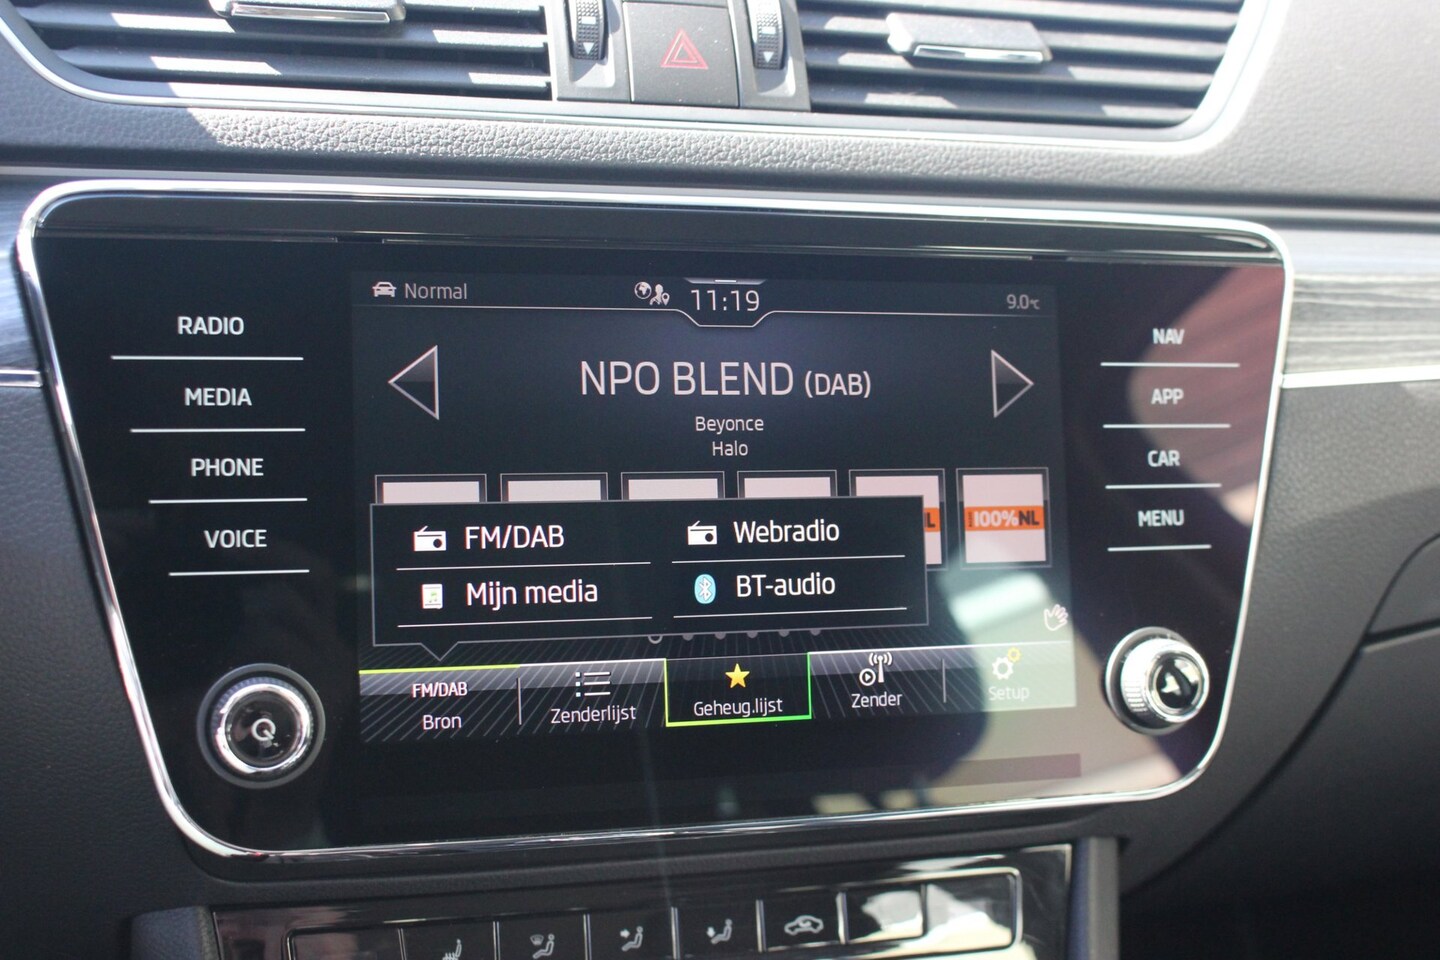 Normal
11:19
9.0°C
RADIO
MEDIA
PHONE
VOICE
NPO BLEND (DAB)
Beyonce
Halo
FM/DAB
Webradio
Mijn media
BT-audio
100%NL
FM/DAB
Bron
Zenderlijst
Geheug.lijst
Zender
Setup
NAV
APP
CAR
MENU